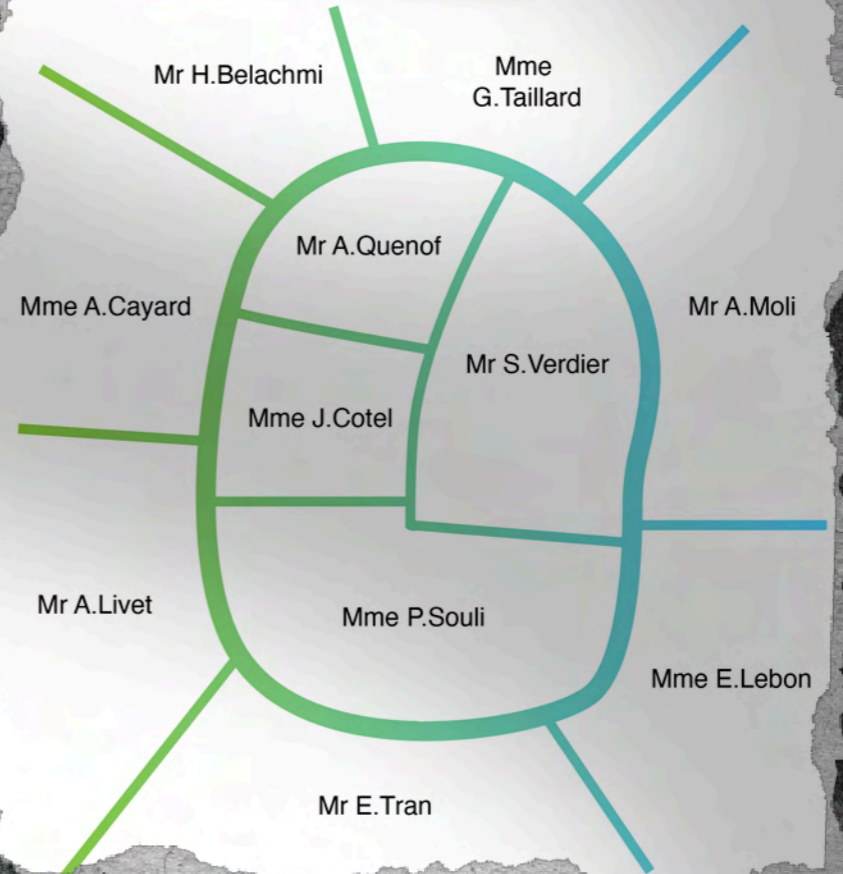 Mr H.Belachmi
Mme
G.Taillard
Mr A.Quenof
Mme A.Cayard
Mr A.Moli
Mr S.Verdier
Mme J.Cotel
Mr A.Livet
Mme P.Souli
Mme E.Lebon
Mr E.Tran